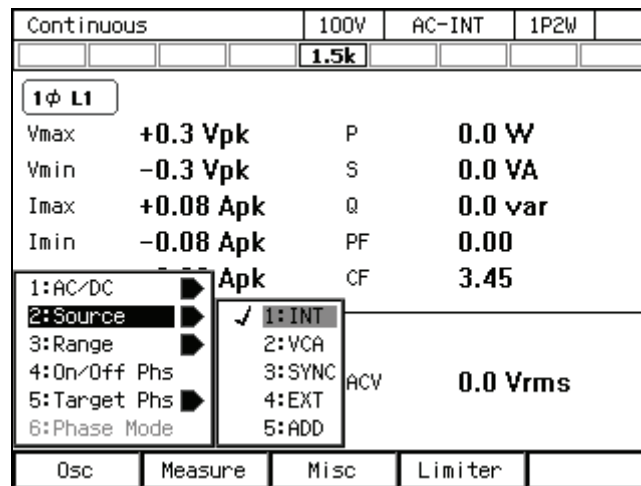 Continuous 100V AC-INT 1P2W
1.5k
1ϕ L1
Vmax +0.3 Vpk P 0.0 W
Vmin −0.3 Vpk S 0.0 VA
Imax +0.08 Apk Q 0.0 var
Imin −0.08 Apk PF 0.00
Apk CF 3.45
1:AC/DC
2:Source
3:Range
4:On/Off Phs
5:Target Phs
6:Phase Mode
✓ 1:INT
2:VCA
3:SYNC
4:EXT
5:ADD
ACV 0.0 Vrms
Osc Measure Misc Limiter